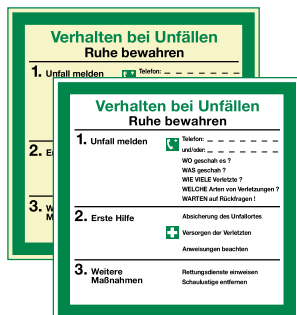 Verhalten bei Unfällen
Ruhe bewahren
1. Unfall melden
Telefon:
2. E
3. W
Ma
Verhalten bei Unfällen
Ruhe bewahren
1. Unfall melden
Telefon:
und/oder:
WO geschah es ?
WAS geschah ?
WIE VIELE Verletzte ?
WELCHE Arten von Verletzungen ?
WARTEN auf Rückfragen !
2. Erste Hilfe
Absicherung des Unfallortes
Versorgen der Verletzten
Anweisungen beachten
3. Weitere
Maßnahmen
Rettungsdienste einweisen
Schaulustige entfernen